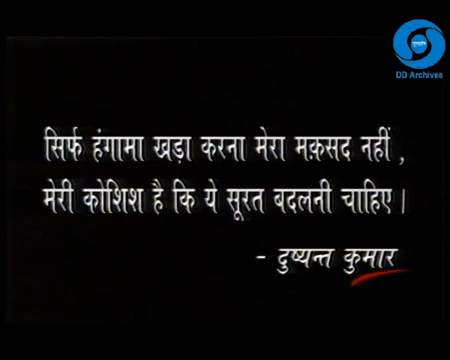 DD Archives
सिर्फ हंगामा खड़ा करना मेरा मक़सद नहीं ,
मेरी कोशिश है कि ये सूरत बदलनी चाहिए।
- दुष्यन्त कुमार